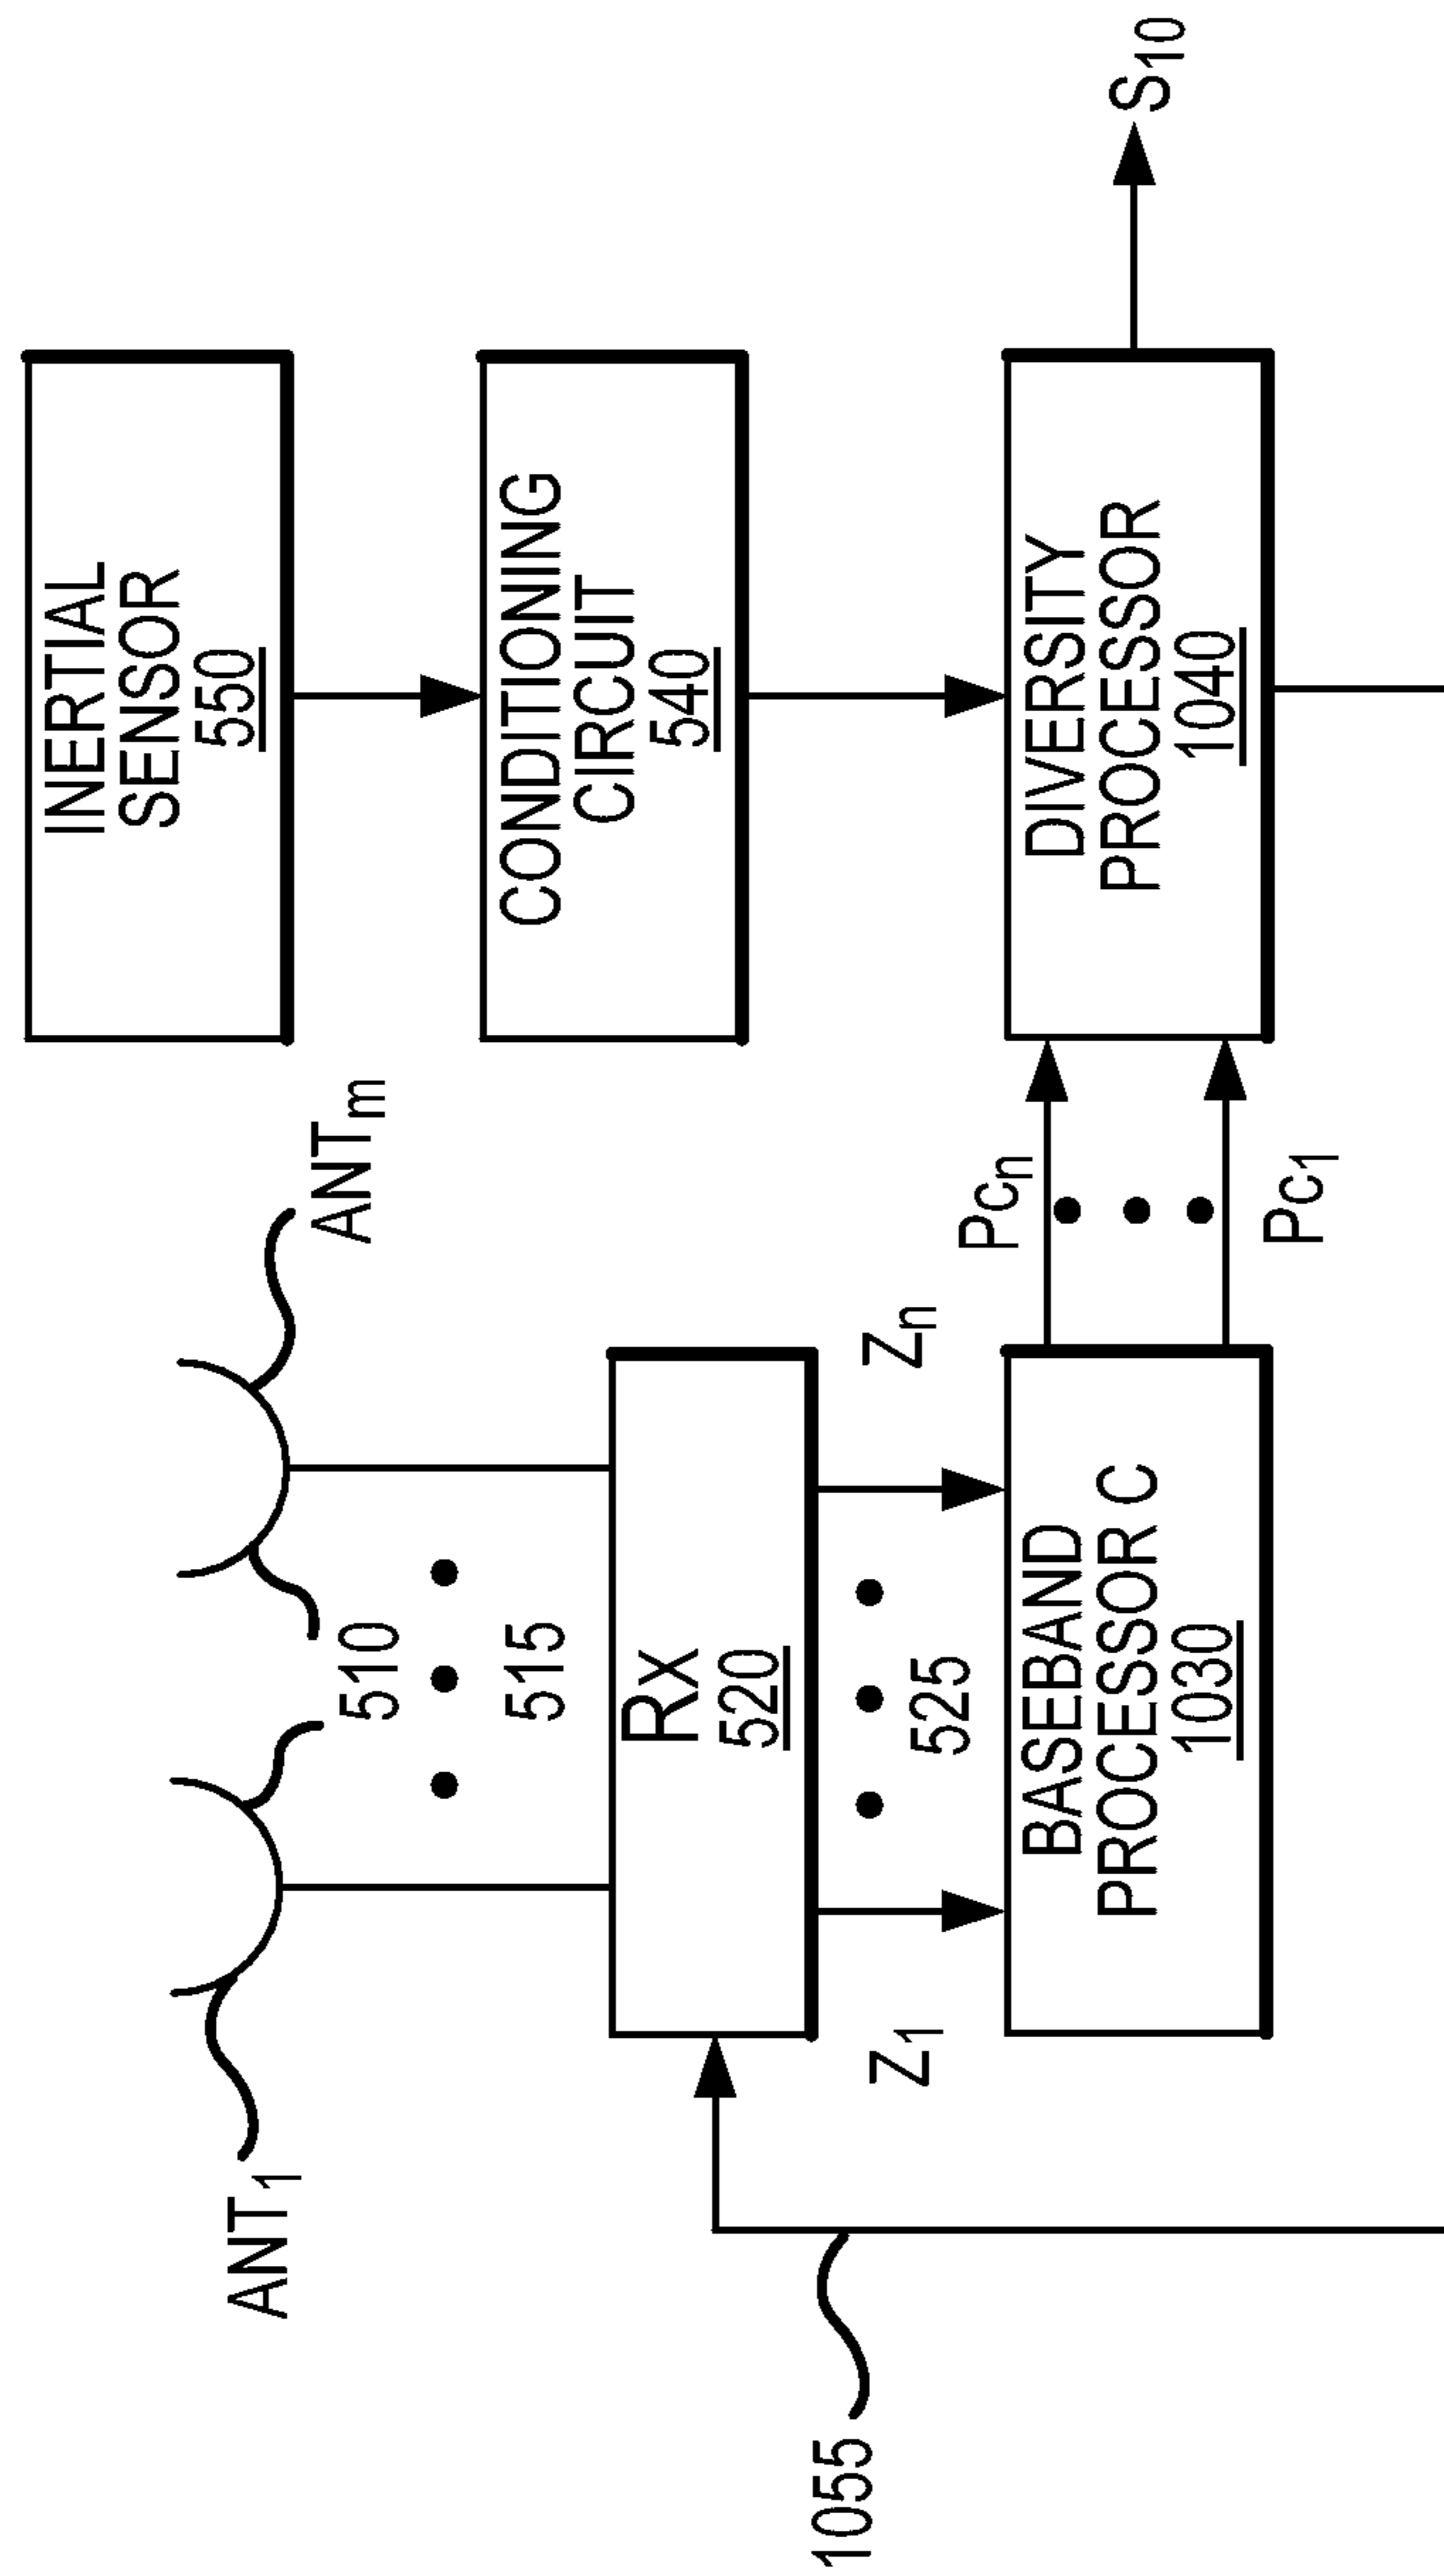 ANT1
ANTm
510
515
Rx
520
Z1
525
Zn
1055
BASEBAND
PROCESSOR C
1030
Pcn
Pc1
INERTIAL
SENSOR
550
CONDITIONING
CIRCUIT
540
DIVERSITY
PROCESSOR
1040
S10